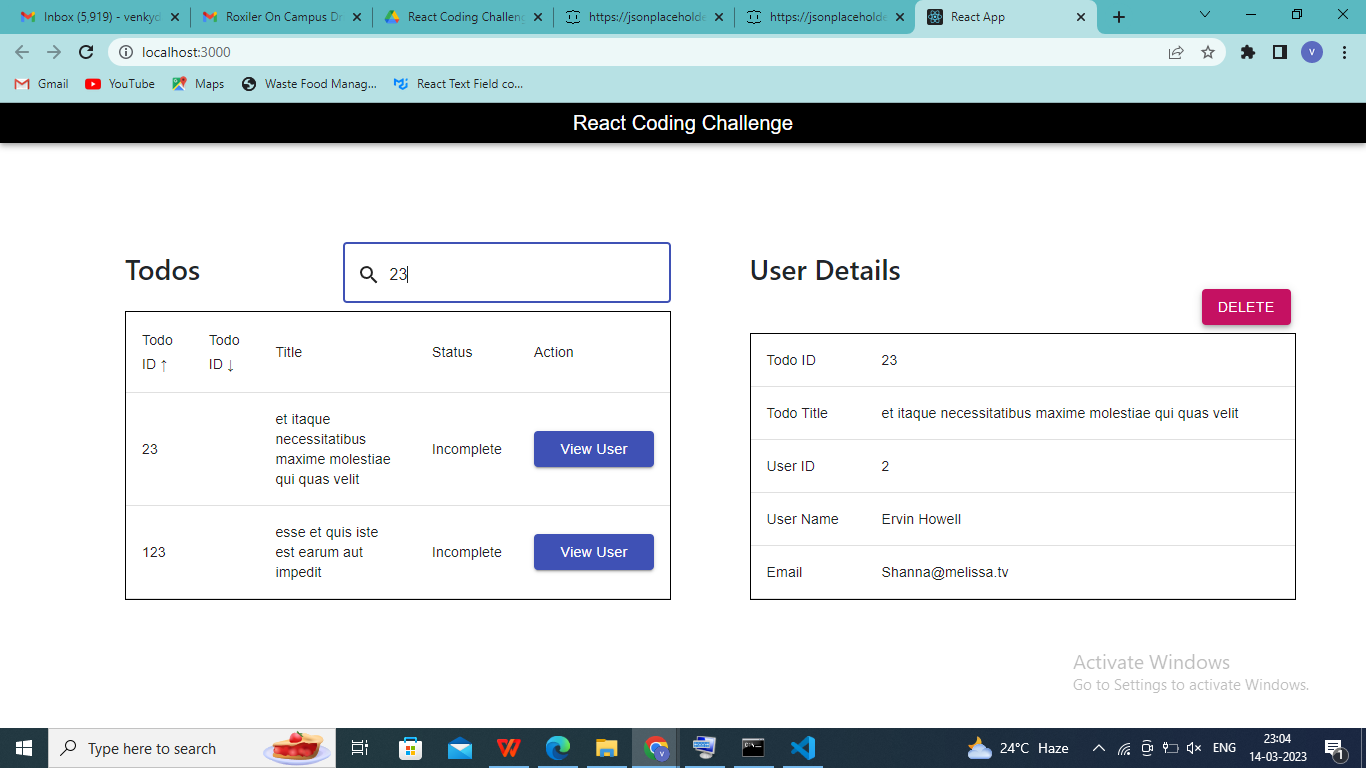 Inbox (5,919) - venkyd
Roxiler On Campus Dr
React Coding Challeng
https://jsonplaceholde
https://jsonplaceholde
React App
localhost:3000
V
Gmail
YouTube
Maps
Waste Food Manag...
React Text Field co...
React Coding Challenge
Todos
23
Todo ID ↑
Todo ID ↓
Title
Status
Action
23
et itaque
necessitatibus
maxime molestiae
qui quas velit
Incomplete
View User
123
esse et quis iste
est earum aut
impedit
Incomplete
View User
User Details
DELETE
Todo ID 23
Todo Title et itaque necessitatibus maxime molestiae qui quas velit
User ID 2
User Name Ervin Howell
Email Shanna@melissa.tv
Activate Windows
Go to Settings to activate Windows.
Type here to search
24°C Haze
ENG
23:04
14-03-2023
1